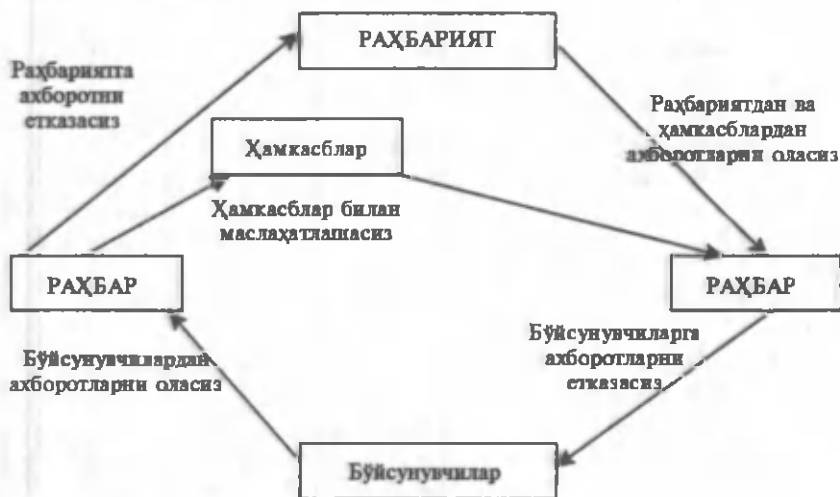 РАҲБАРИЯТ
Раҳбариятга
ахборотни
етказасиз
Раҳбариятдан ва
ҳамкасблардан
ахборотларни оласиз
Ҳамкасблар
Ҳамкасблар билан
маслаҳатлашасиз
РАҲБАР
РАҲБАР
Бўйсунувчилардан
ахборотларни оласиз
Бўйсунувчиларга
ахборотларни
етказасиз
Бўйсунувчилар